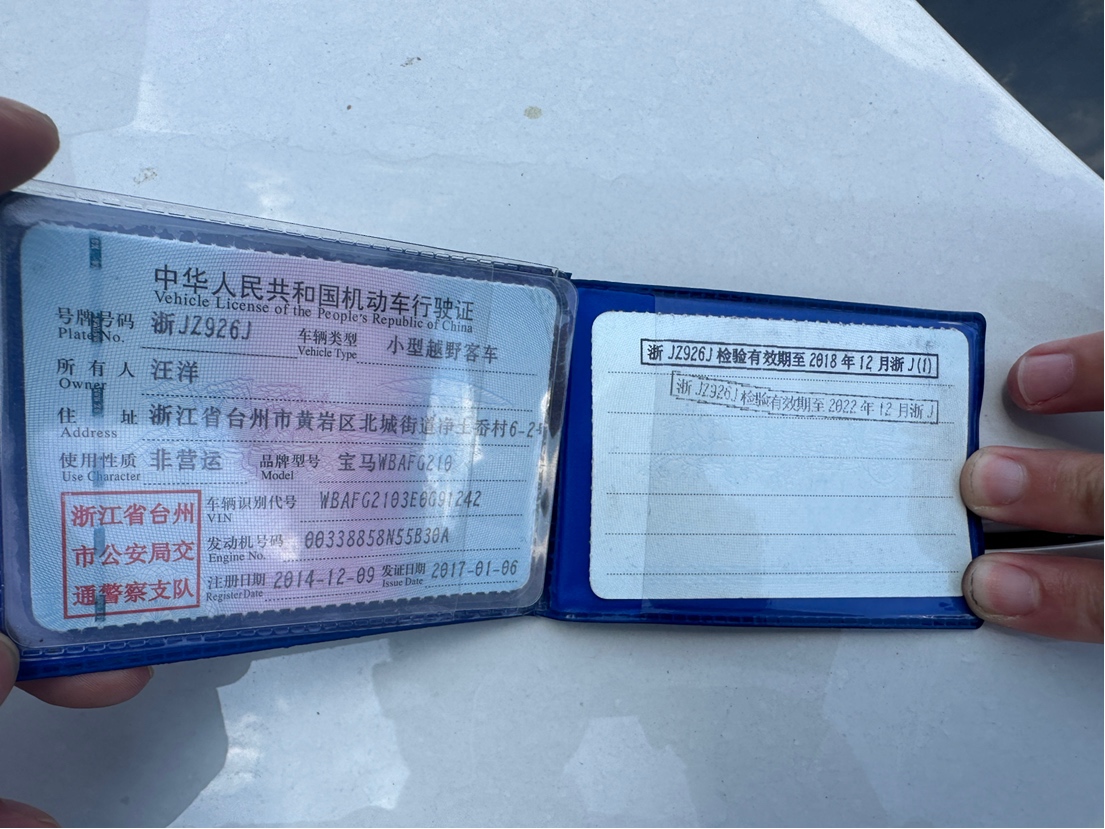 中华人民共和国机动车行驶证
Vehicle License of the People's Republic of China
号牌号码 浙JZ926J 车辆类型 小型越野客车
Plate No. Vehicle Type
所有人 汪洋
Owner
住址 浙江省台州市黄岩区北城街道净土岙村6-2
Address
使用性质 非营运 品牌型号 宝马WBAFG210
Use Character Model
浙江省台州
市公安局交
通警察支队
车辆识别代号 WBAFG2103E0G91242
VIN
发动机号码 00338858N55B30A
Engine No.
注册日期 2014-12-09 发证日期 2017-01-06
Register Date Issue Date
浙JZ926J检验有效期至2018年12月浙J(1)
浙JZ926J检验有效期至2022年12月浙J